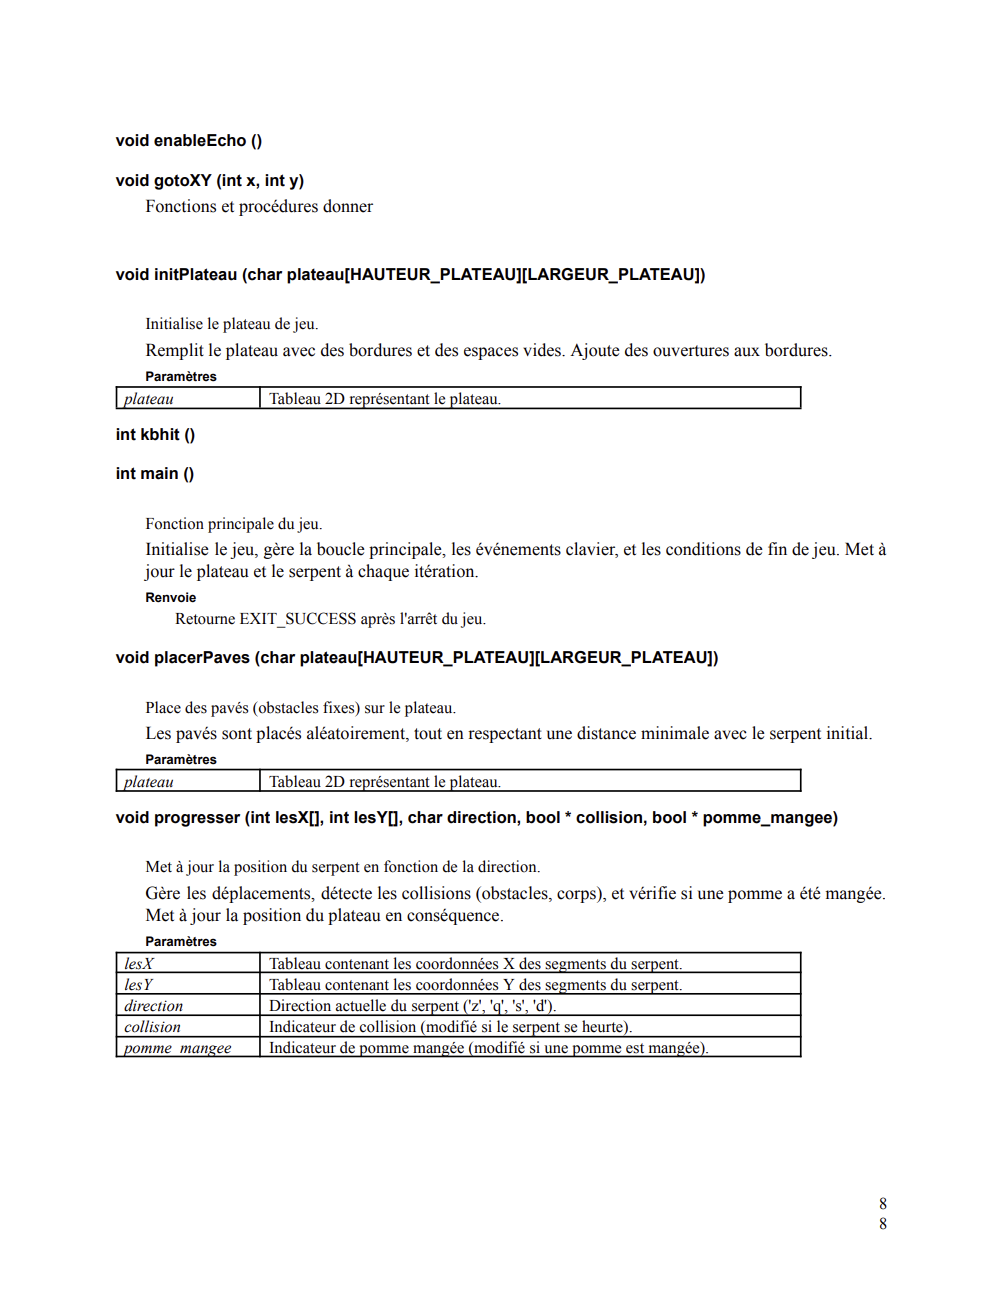 void enableEcho ()
void gotoXY (int x, int y)
Fonctions et procédures donner
void initPlateau (char plateau[HAUTEUR_PLATEAU][LARGEUR_PLATEAU])
Initialise le plateau de jeu.
Remplit le plateau avec des bordures et des espaces vides. Ajoute des ouvertures aux bordures.
Paramètres
plateau Tableau 2D représentant le plateau.
int kbhit ()
int main ()
Fonction principale du jeu.
Initialise le jeu, gère la boucle principale, les événements clavier, et les conditions de fin de jeu. Met à
jour le plateau et le serpent à chaque itération.
Renvoie
Retourne EXIT_SUCCESS après l'arrêt du jeu.
void placerPaves (char plateau[HAUTEUR_PLATEAU][LARGEUR_PLATEAU])
Place des pavés (obstacles fixes) sur le plateau.
Les pavés sont placés aléatoirement, tout en respectant une distance minimale avec le serpent initial.
Paramètres
plateau Tableau 2D représentant le plateau.
void progresser (int lesX[], int lesY[], char direction, bool * collision, bool * pomme_mangee)
Met à jour la position du serpent en fonction de la direction.
Gère les déplacements, détecte les collisions (obstacles, corps), et vérifie si une pomme a été mangée.
Met à jour la position du plateau en conséquence.
Paramètres
lesX Tableau contenant les coordonnées X des segments du serpent.
lesY Tableau contenant les coordonnées Y des segments du serpent.
direction Direction actuelle du serpent ('z', 'q', 's', 'd').
collision Indicateur de collision (modifié si le serpent se heurte).
pomme_mangee Indicateur de pomme mangée (modifié si une pomme est mangée).
8
8